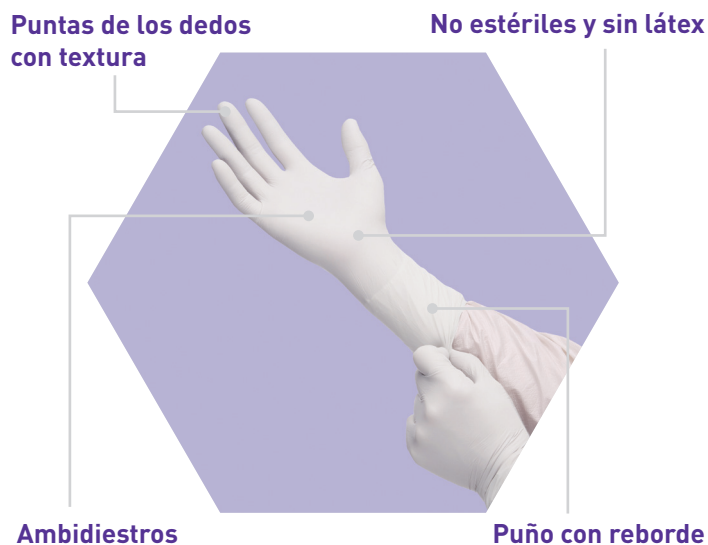 Puntas de los dedos
con textura
No estériles y sin látex
Ambidiestros
Puño con reborde